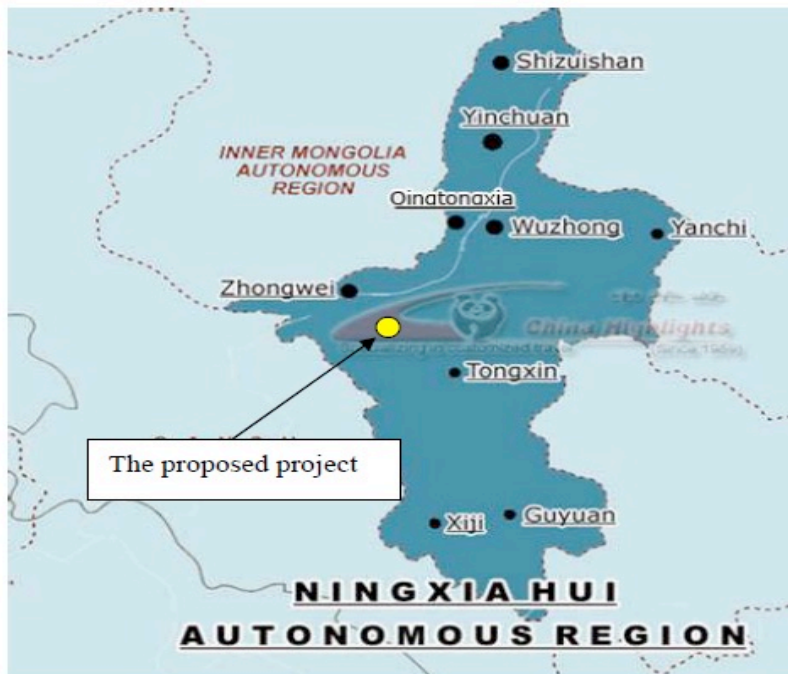 Shizuishan
Yinchuan
INNER MONGOLIA
AUTONOMOUS
REGION
Qingtongxia
Wuzhong
Yanchi
Zhongwei
China Highlights
Tongxin
The proposed project
Xiji
Guyuan
NINGXIA HUI
AUTONOMOUS REGION